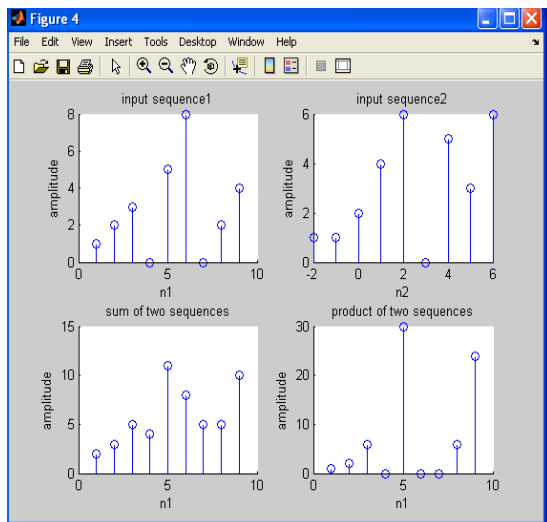 Figure 4
File Edit View Insert Tools Desktop Window Help
input sequence1
8
6
4
2
0
amplitude
0 5 10
n1
input sequence2
6
4
2
0
amplitude
-2 0 2 4 6
n2
sum of two sequences
15
10
5
0
amplitude
0 5 10
n1
product of two sequences
30
20
10
0
amplitude
0 5 10
n1